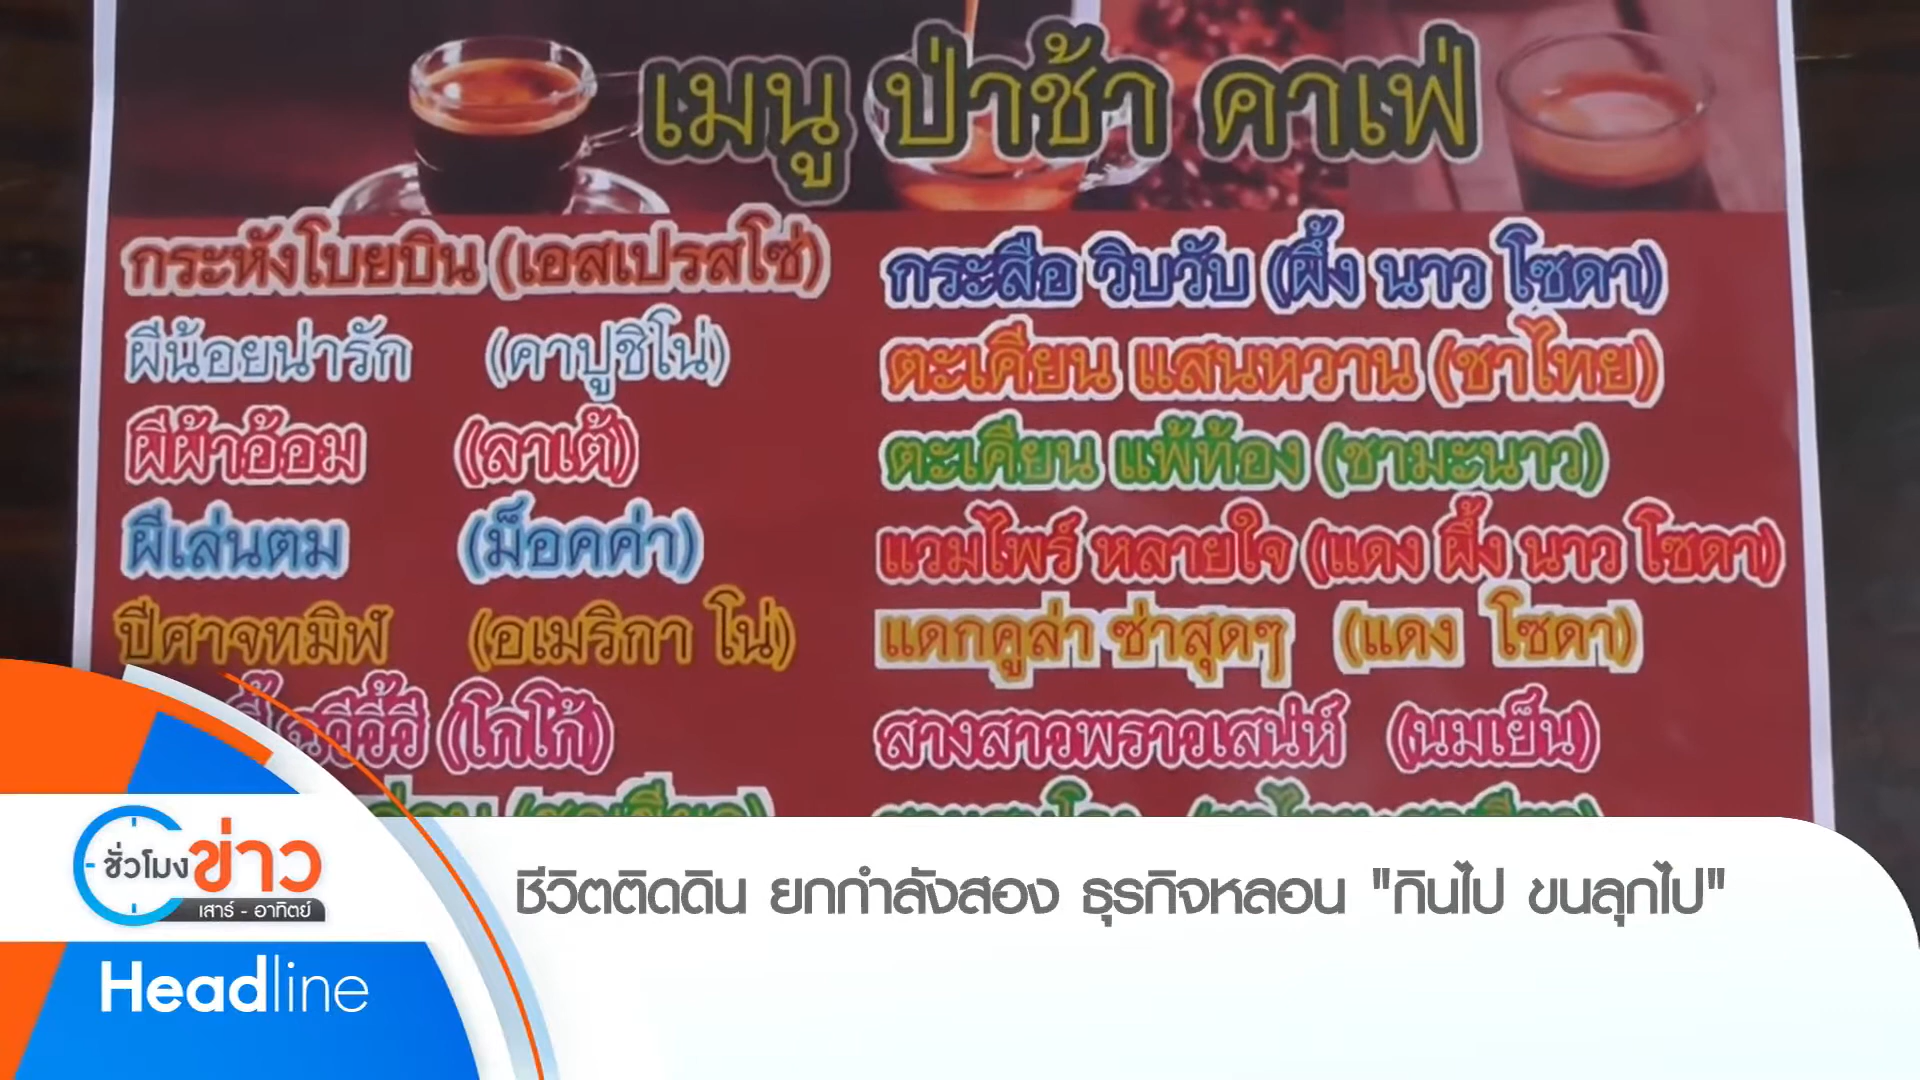 เมนู ป่าช้า คาเฟ่
กระหังโบยบิน (เอสเปรสโซ่)
ผีน้อยน่ารัก (คาปูชิโน่)
ผีผ้าอ้อม (ลาเต้)
ผีเล่นตม (ม็อคค่า)
ปีศาจทมิฬ (อเมริกา โน่)
(โกโก้)
กระสือ วิบวับ (ผึ้ง นาว โซดา)
ตะเคียน แสนหวาน (ชาไทย)
ตะเคียน แพ้ท้อง (ชามะนาว)
แวมไพร์ หลายใจ (แดง ผึ้ง นาว โซดา)
แดกคูล่า ซ่าสุดๆ (แดง โซดา)
สางสาวพราวเสน่ห์ (นมเย็น)
ชั่วโมงข่าว
เสาร์ - อาทิตย์
Headline
ชีวิตติดดิน ยกกำลังสอง ธุรกิจหลอน "กินไป ขนลุกไป"